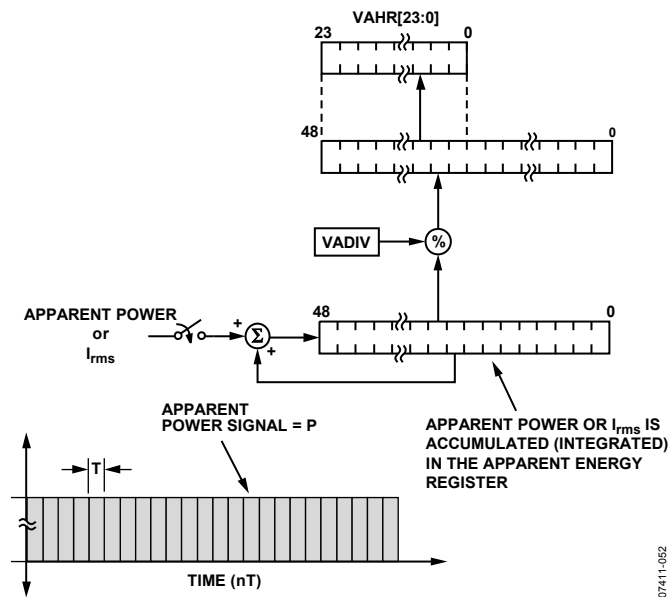 VAHR[23:0]
23 0
48 0
VADIV %
48 0
APPARENT POWER
or
Irms
+ Σ +
APPARENT
POWER SIGNAL = P
APPARENT POWER OR Irms IS
ACCUMULATED (INTEGRATED)
IN THE APPARENT ENERGY
REGISTER
T
TIME (nT)
07411-052